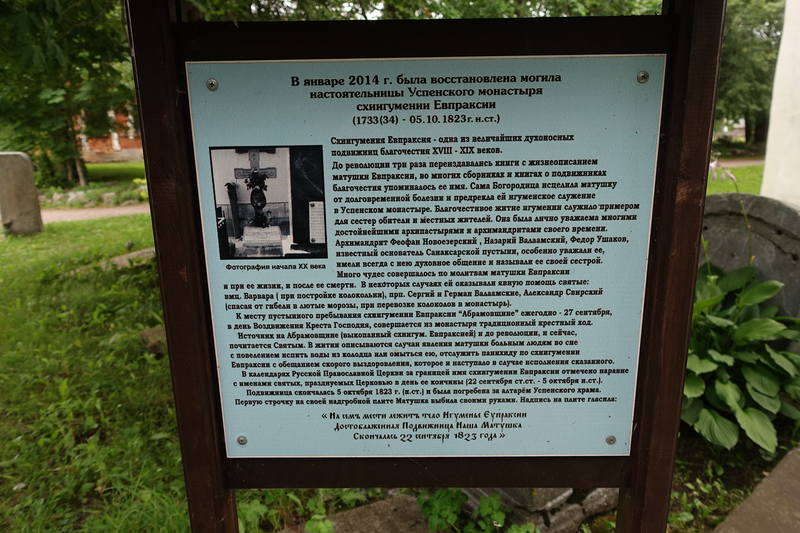 В январе 2014 г. была восстановлена могила
настоятельницы Успенского монастыря
схиигумении Евпраксии
(1733(34) - 05.10.1823г. н.ст.)
Схиигумения Евпраксия - одна из величайших духоносных
подвижниц благочестия XVIII - XIX веков.
До революции три раза переиздавались книги с жизнеописанием
матушки Евпраксии, во многих сборниках и книгах о подвижниках
благочестия упоминалось ее имя. Сама Богородица исцелила матушку
от долговременной болезни и предрекла ей игуменское служение
в Успенском монастыре. Благочестивое житие игумении служило примером
для сестер обители и местных жителей. Она была лично уважаема многими
достойнейшими архипастырями и архимандритами своего времени.
Архимандрит Феофан Новоезерский , Назарий Валаамский, Федор Ушаков,
известный основатель Санаксарской пустыни, особенно уважали ее,
имели всегда с нею духовное общение и называли ее своей сестрой.
Много чудес совершалось по молитвам матушки Евпраксии
и при ее жизни, и после ее смерти. В некоторых случаях ей оказывали явную помощь святые:
вмц. Варвара ( при постройке колокольни), прп. Сергий и Герман Валаамские, Александр Свирский
(спасая от гибели в лютые морозы, при перевозке колоколов в монастырь).
К месту пустынного пребывания схиигумении Евпраксии "Абрамовщине" ежегодно - 27 сентября,
в день Воздвижения Креста Господня, совершается из монастыря традиционный крестный ход.
Источник на Абрамовщине (выкопанный схиигум. Евпраксией) и до революции, и сейчас,
почитается Святым. В житии описываются случаи явления матушки больным людям во сне
с повелением испить воды из колодца или омыться ею, отслужить панихиду по схиигумении
Евпраксии с обещанием скорого выздоровления, которое и наступало в случае исполнения сказанного.
В календарях Русской Православной Церкви за границей имя схиигумении Евпраксии отмечено наравне
с именами святых, празднуемых Церковью в день ее кончины (22 сентября ст.ст. - 5 октября н.ст.).
Подвижница скончалась 5 октября 1823 г. (н.ст.) и была погребена за алтарём Успенского храма.
Первую строчку на своей надгробной плите Матушка выбила своими руками. Надпись на плите гласила:
« На семъ мѣсти лежитъ тело Игуменьѣ Еупраксии
Достоблаженная Подвижница Наша Матушка
Скончалась 22 сентября 1823 года »
Фотография начала XX века